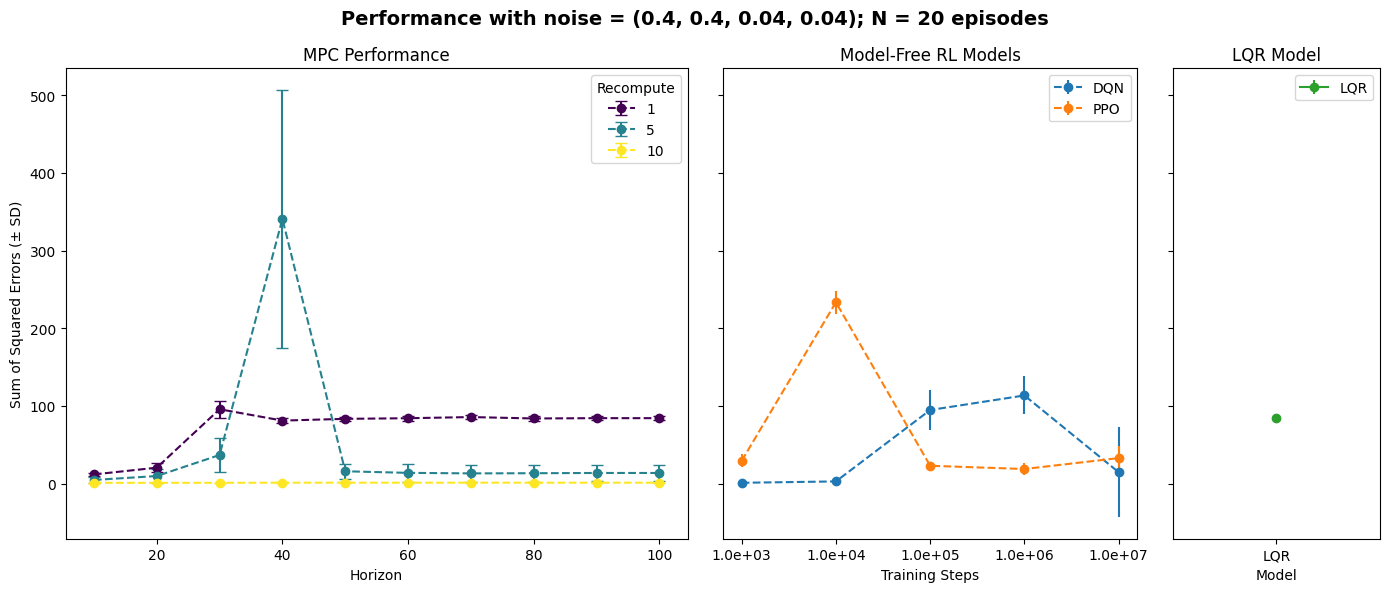 Performance with noise = (0.4, 0.4, 0.04, 0.04); N = 20 episodes
MPC Performance
Sum of Squared Errors (± SD)
500
400
300
200
100
0
20
40
60
80
100
Horizon
Recompute
1
5
10
Model-Free RL Models
DQN
PPO
1.0e+03
1.0e+04
1.0e+05
1.0e+06
1.0e+07
Training Steps
LQR Model
LQR
LQR
Model